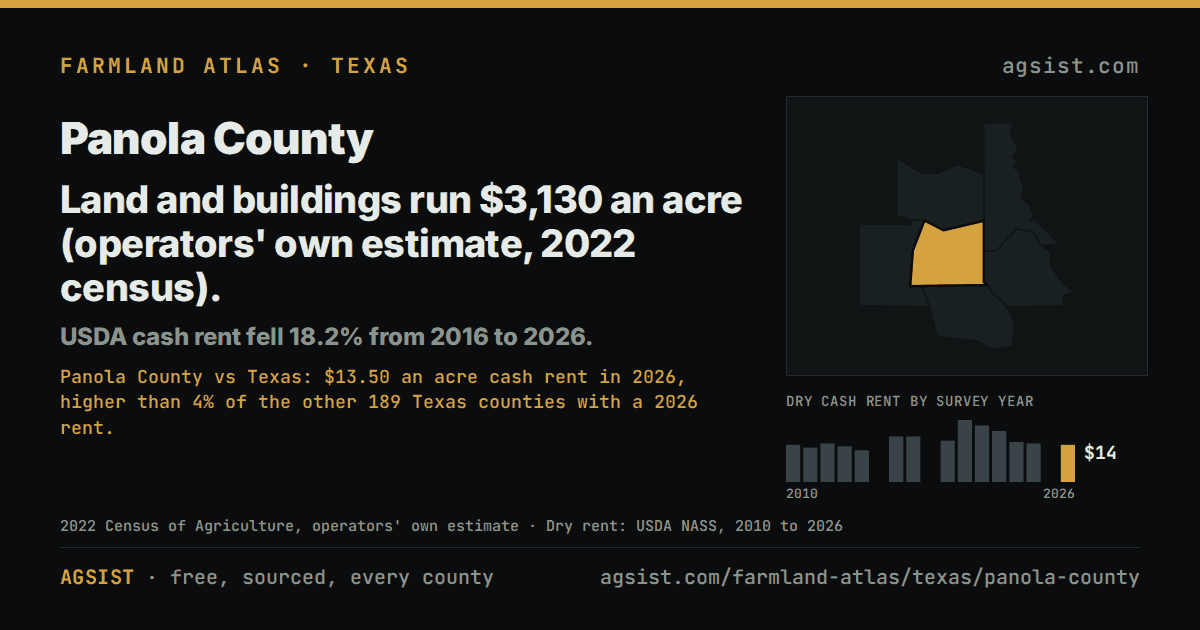 FARMLAND ATLAS · TEXAS
agsist.com
Panola County
Land and buildings run $3,130 an acre
(operators' own estimate, 2022
census).
USDA cash rent fell 18.2% from 2016 to 2026.
Panola County vs Texas: $13.50 an acre cash rent in 2026,
higher than 4% of the other 189 Texas counties with a 2026
rent.
DRY CASH RENT BY SURVEY YEAR
$14
2010
2026
2022 Census of Agriculture, operators' own estimate · Dry rent: USDA NASS, 2010 to 2026
AGSIST · free, sourced, every county
agsist.com/farmland-atlas/texas/panola-county